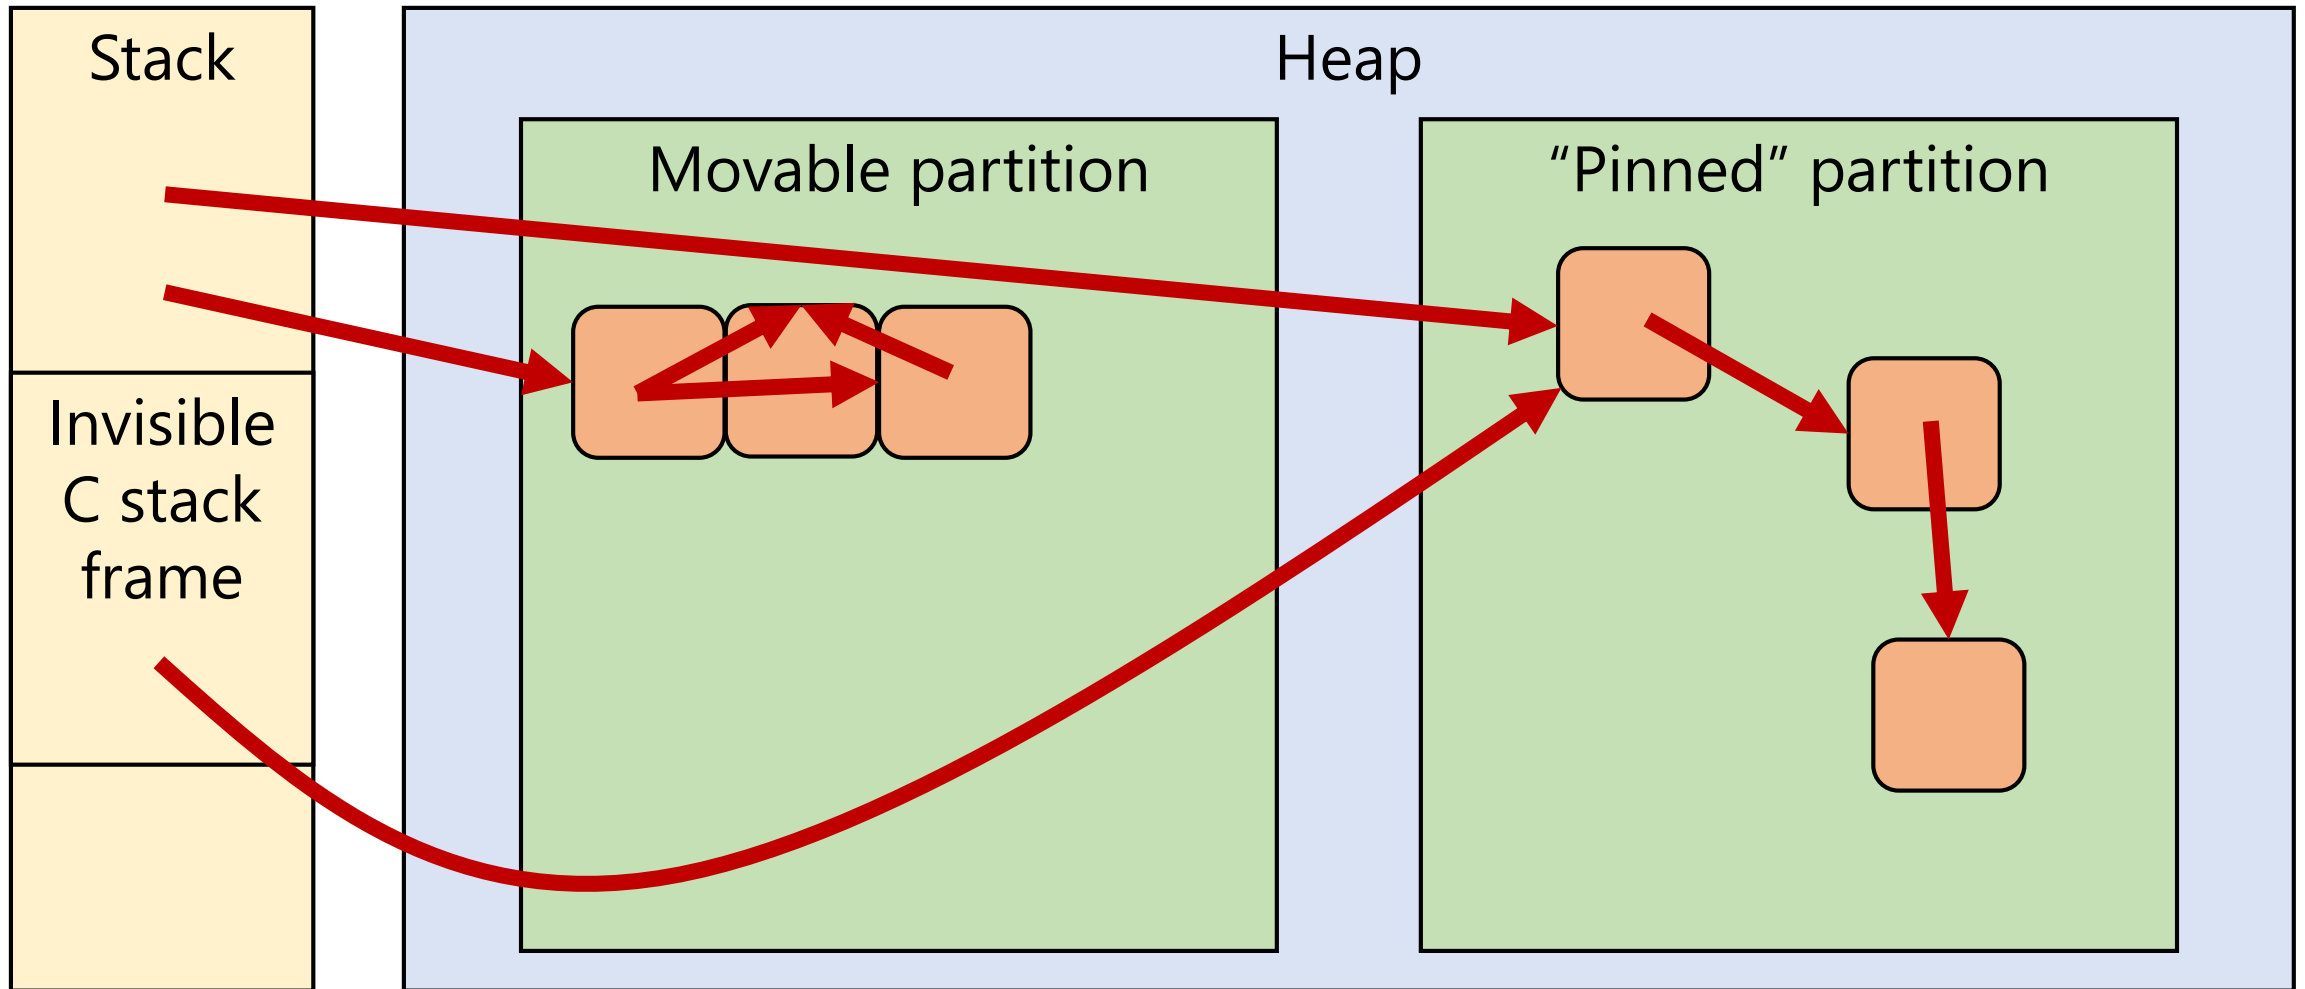 Stack
Heap
Movable partition
“Pinned” partition
Invisible
C stack
frame